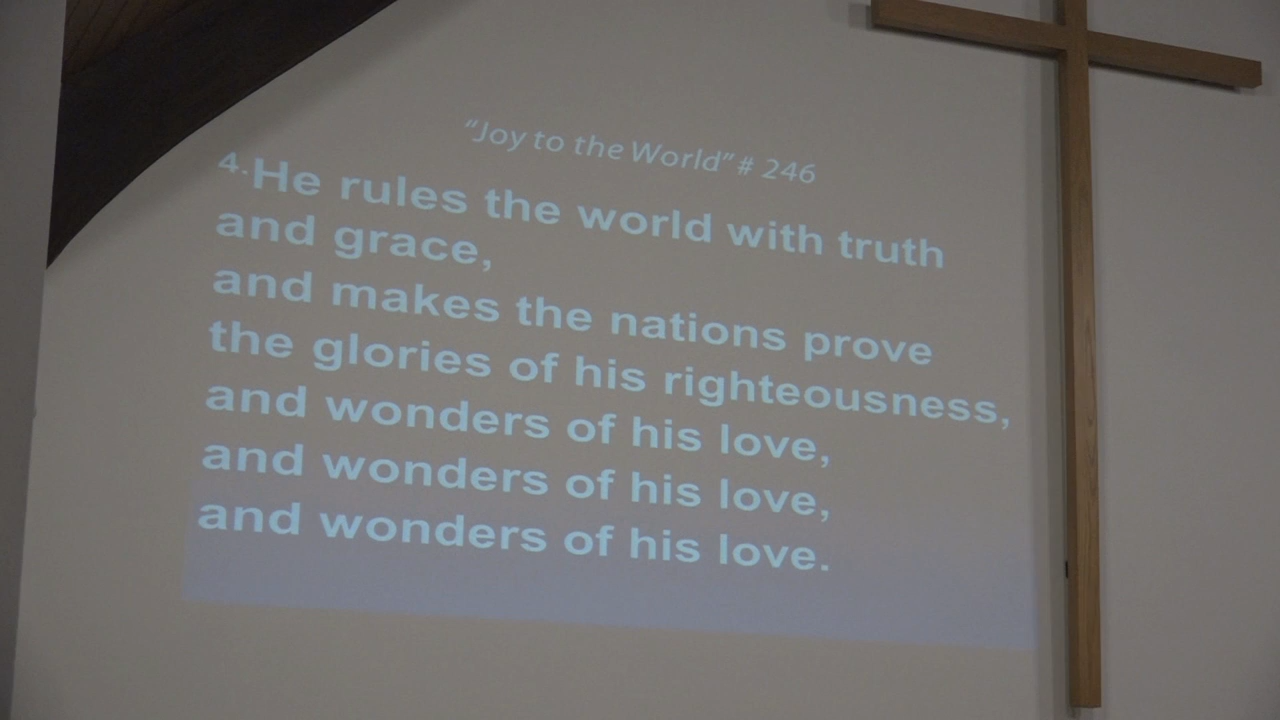 “Joy to the World” # 246
4.He rules the world with truth
and grace,
and makes the nations prove
the glories of his righteousness,
and wonders of his love,
and wonders of his love,
and wonders of his love.